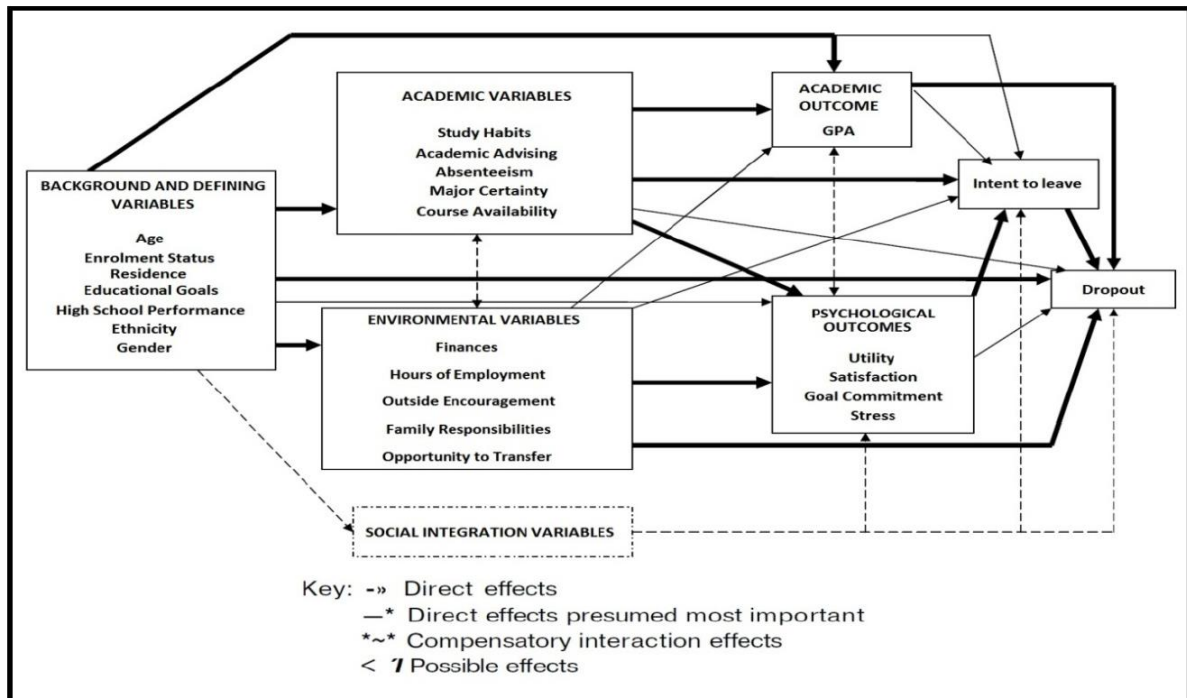 BACKGROUND AND DEFINING
VARIABLES
Age
Enrolment Status
Residence
Educational Goals
High School Performance
Ethnicity
Gender
ACADEMIC VARIABLES
Study Habits
Academic Advising
Absenteeism
Major Certainty
Course Availability
ENVIRONMENTAL VARIABLES
Finances
Hours of Employment
Outside Encouragement
Family Responsibilities
Opportunity to Transfer
SOCIAL INTEGRATION VARIABLES
ACADEMIC
OUTCOME
GPA
PSYCHOLOGICAL
OUTCOMES
Utility
Satisfaction
Goal Commitment
Stress
Intent to leave
Dropout
Key: -» Direct effects
—* Direct effects presumed most important
*~* Compensatory interaction effects
< 1 Possible effects